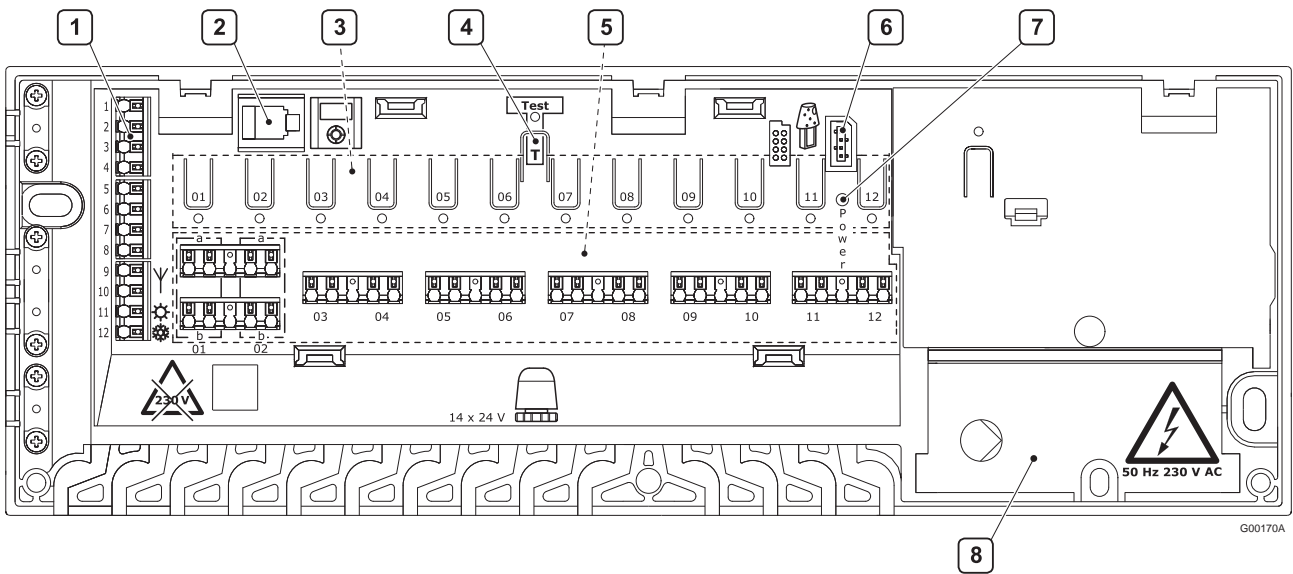 1 2 3 4 5 6 7
1
2
3
4
5
6
7
8
9
10
11
12
Test
T
01 02 03 04 05 06 07 08 09 10 11 12
Power
a a
03 04 05 06 07 08 09 10 11 12
b b
01 02
230 V
14 x 24 V
50 Hz 230 V AC
G00170A
8